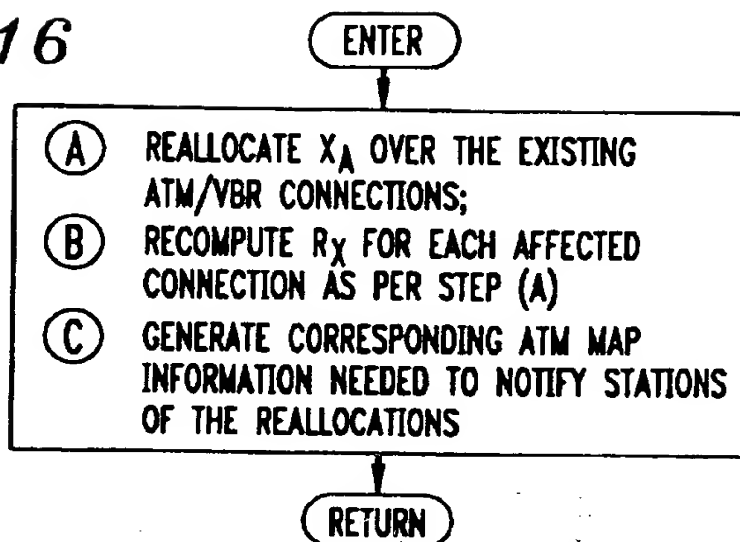 16
ENTER
A REALLOCATE XA OVER THE EXISTING
ATM/VBR CONNECTIONS;
B RECOMPUTE RX FOR EACH AFFECTED
CONNECTION AS PER STEP (A)
C GENERATE CORRESPONDING ATM MAP
INFORMATION NEEDED TO NOTIFY STATIONS
OF THE REALLOCATIONS
RETURN